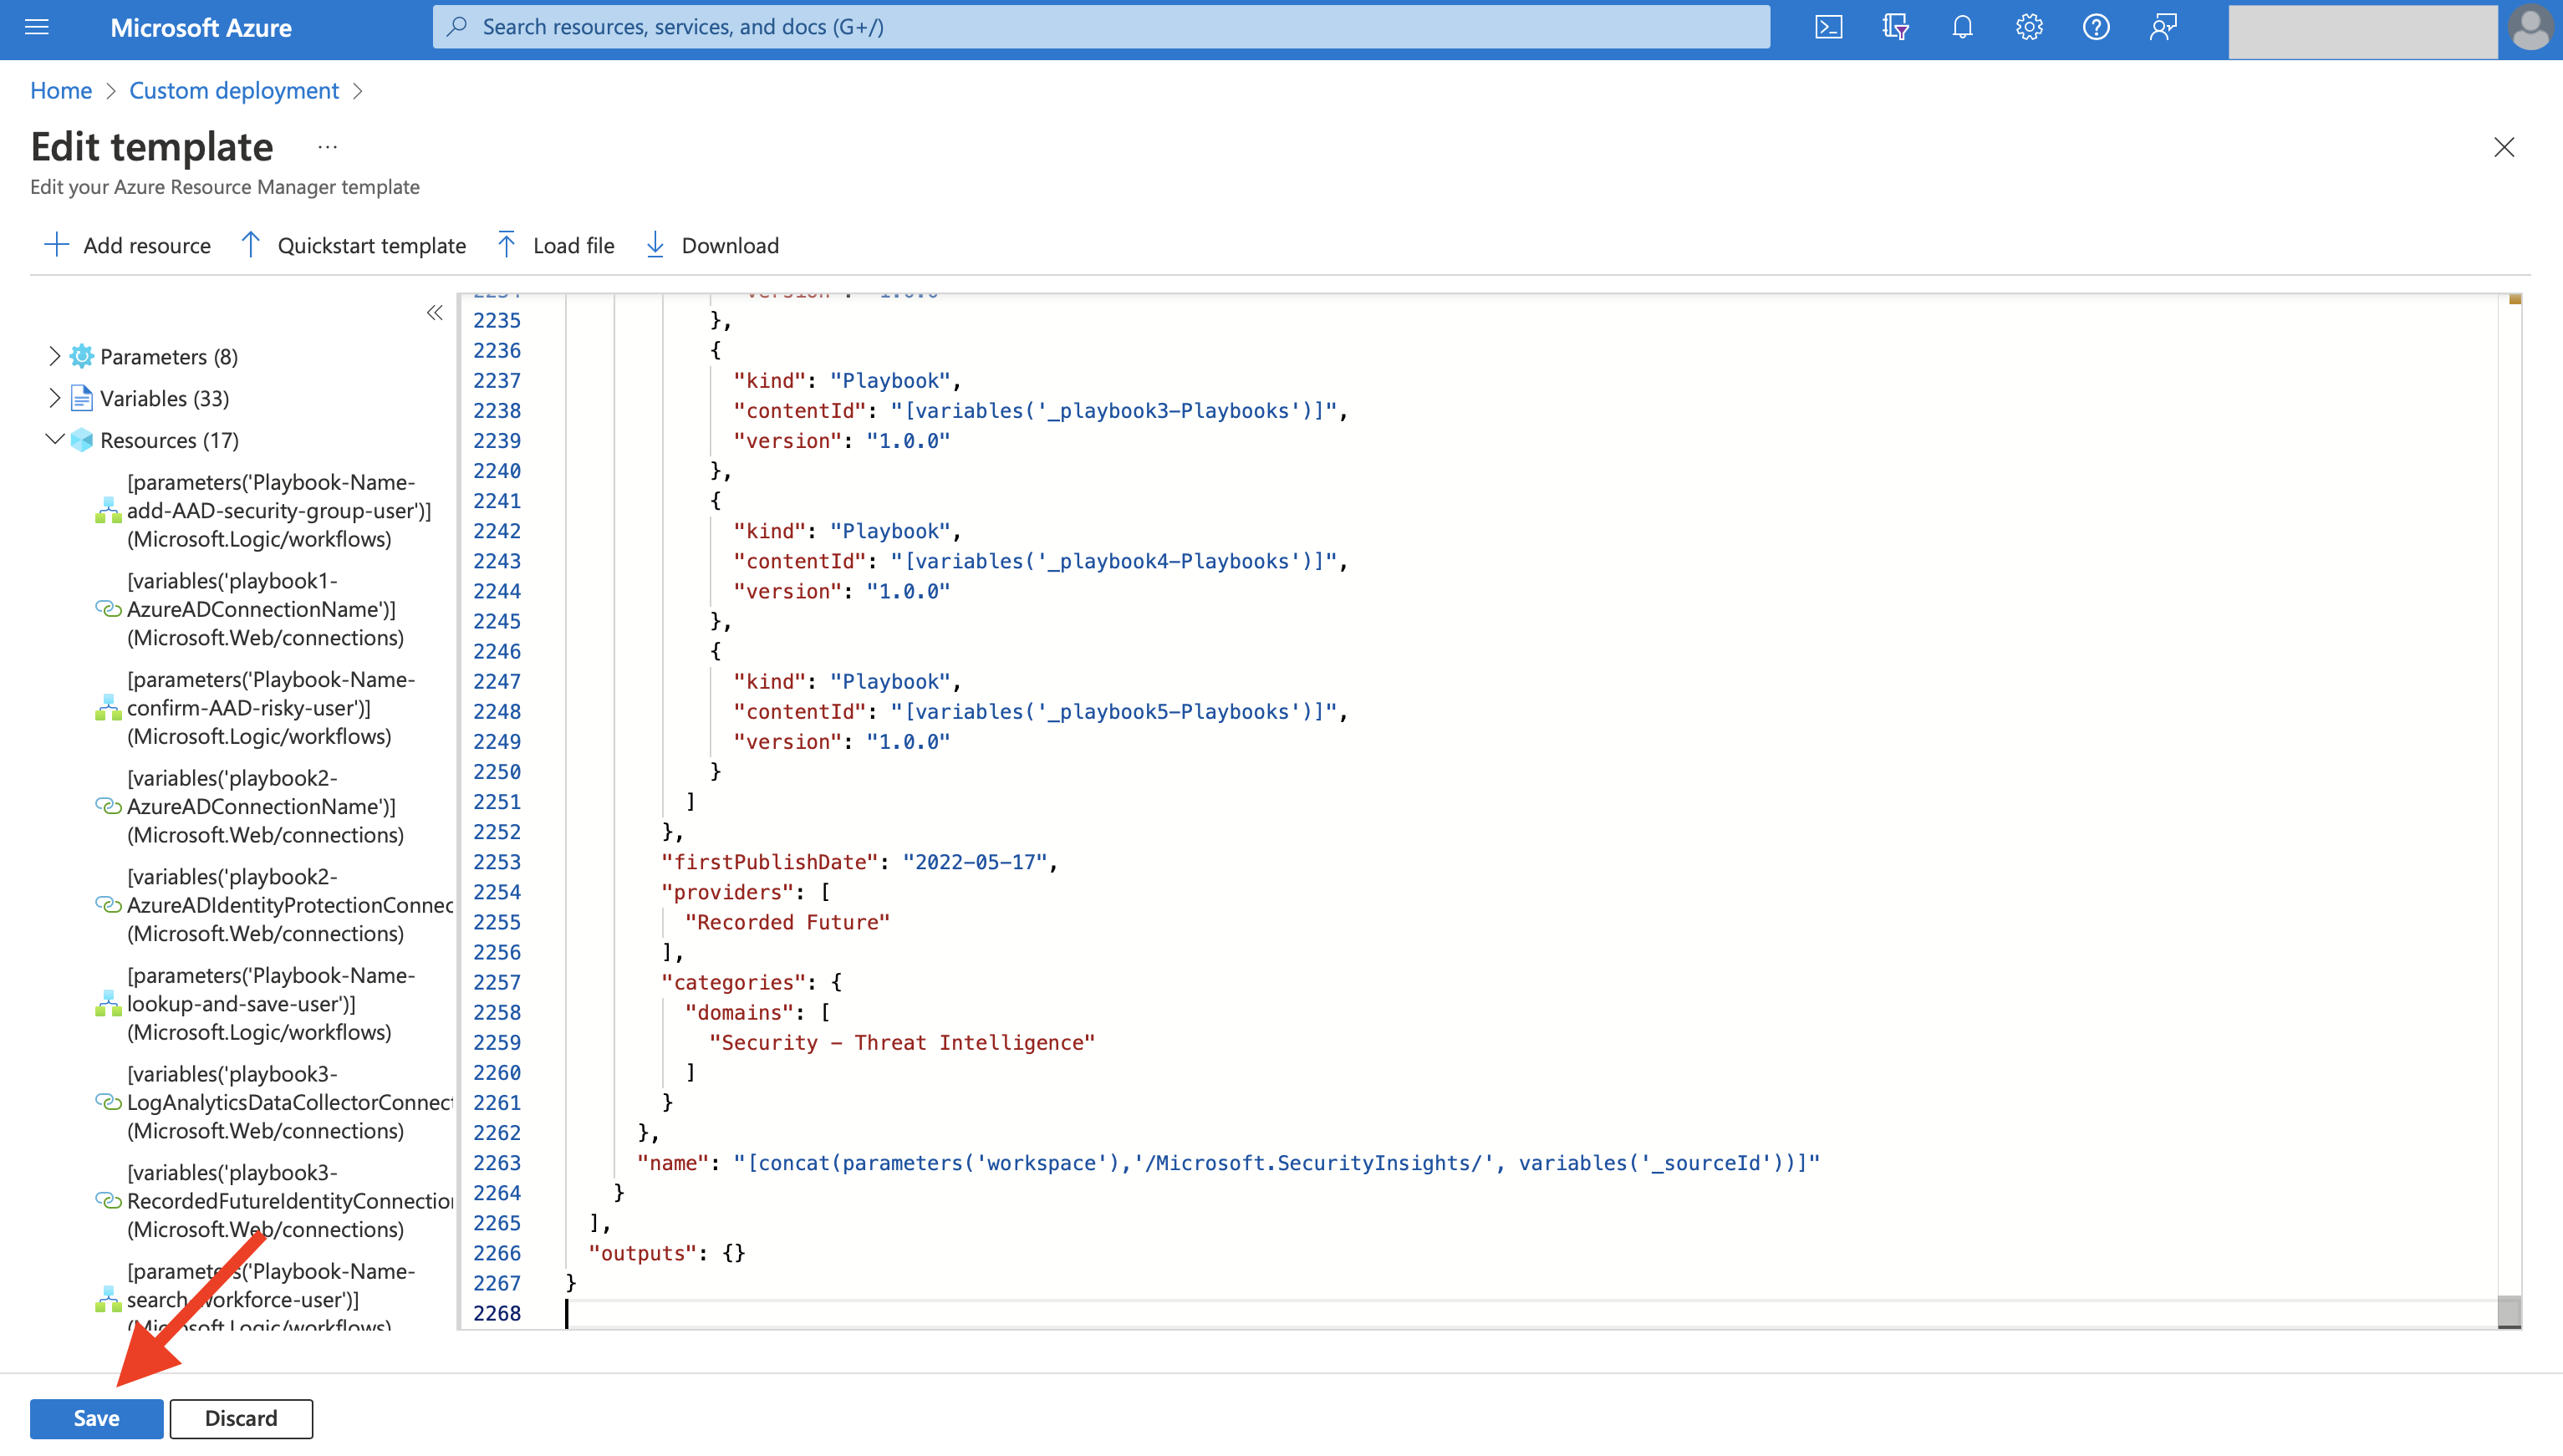 Microsoft Azure
Search resources, services, and docs (G+/)
Home > Custom deployment >
Edit template ...
Edit your Azure Resource Manager template
Add resource Quickstart template Load file Download
Parameters (8)
Variables (33)
Resources (17)
[parameters('Playbook-Name-
add-AAD-security-group-user')]
(Microsoft.Logic/workflows)
[variables('playbook1-
AzureADConnectionName')]
(Microsoft.Web/connections)
[parameters('Playbook-Name-
confirm-AAD-risky-user')]
(Microsoft.Logic/workflows)
[variables('playbook2-
AzureADConnectionName')]
(Microsoft.Web/connections)
[variables('playbook2-
AzureADIdentityProtectionConnec
(Microsoft.Web/connections)
[parameters('Playbook-Name-
lookup-and-save-user')]
(Microsoft.Logic/workflows)
[variables('playbook3-
LogAnalyticsDataCollectorConnect
(Microsoft.Web/connections)
[variables('playbook3-
RecordedFutureIdentityConnection
(Microsoft.Web/connections)
[parameters('Playbook-Name-
search-workforce-user')]
(Microsoft.Logic/workflows)
2234 "version": "1.0.0"
2235 },
2236 {
2237 "kind": "Playbook",
2238 "contentId": "[variables('_playbook3-Playbooks')]",
2239 "version": "1.0.0"
2240 },
2241 {
2242 "kind": "Playbook",
2243 "contentId": "[variables('_playbook4-Playbooks')]",
2244 "version": "1.0.0"
2245 },
2246 {
2247 "kind": "Playbook",
2248 "contentId": "[variables('_playbook5-Playbooks')]",
2249 "version": "1.0.0"
2250 }
2251 ]
2252 },
2253 "firstPublishDate": "2022-05-17",
2254 "providers": [
2255 "Recorded Future"
2256 ],
2257 "categories": {
2258 "domains": [
2259 "Security - Threat Intelligence"
2260 ]
2261 }
2262 },
2263 "name": "[concat(parameters('workspace'),'/Microsoft.SecurityInsights/', variables('_sourceId'))]"
2264 }
2265 ],
2266 "outputs": {}
2267 }
2268
Save Discard